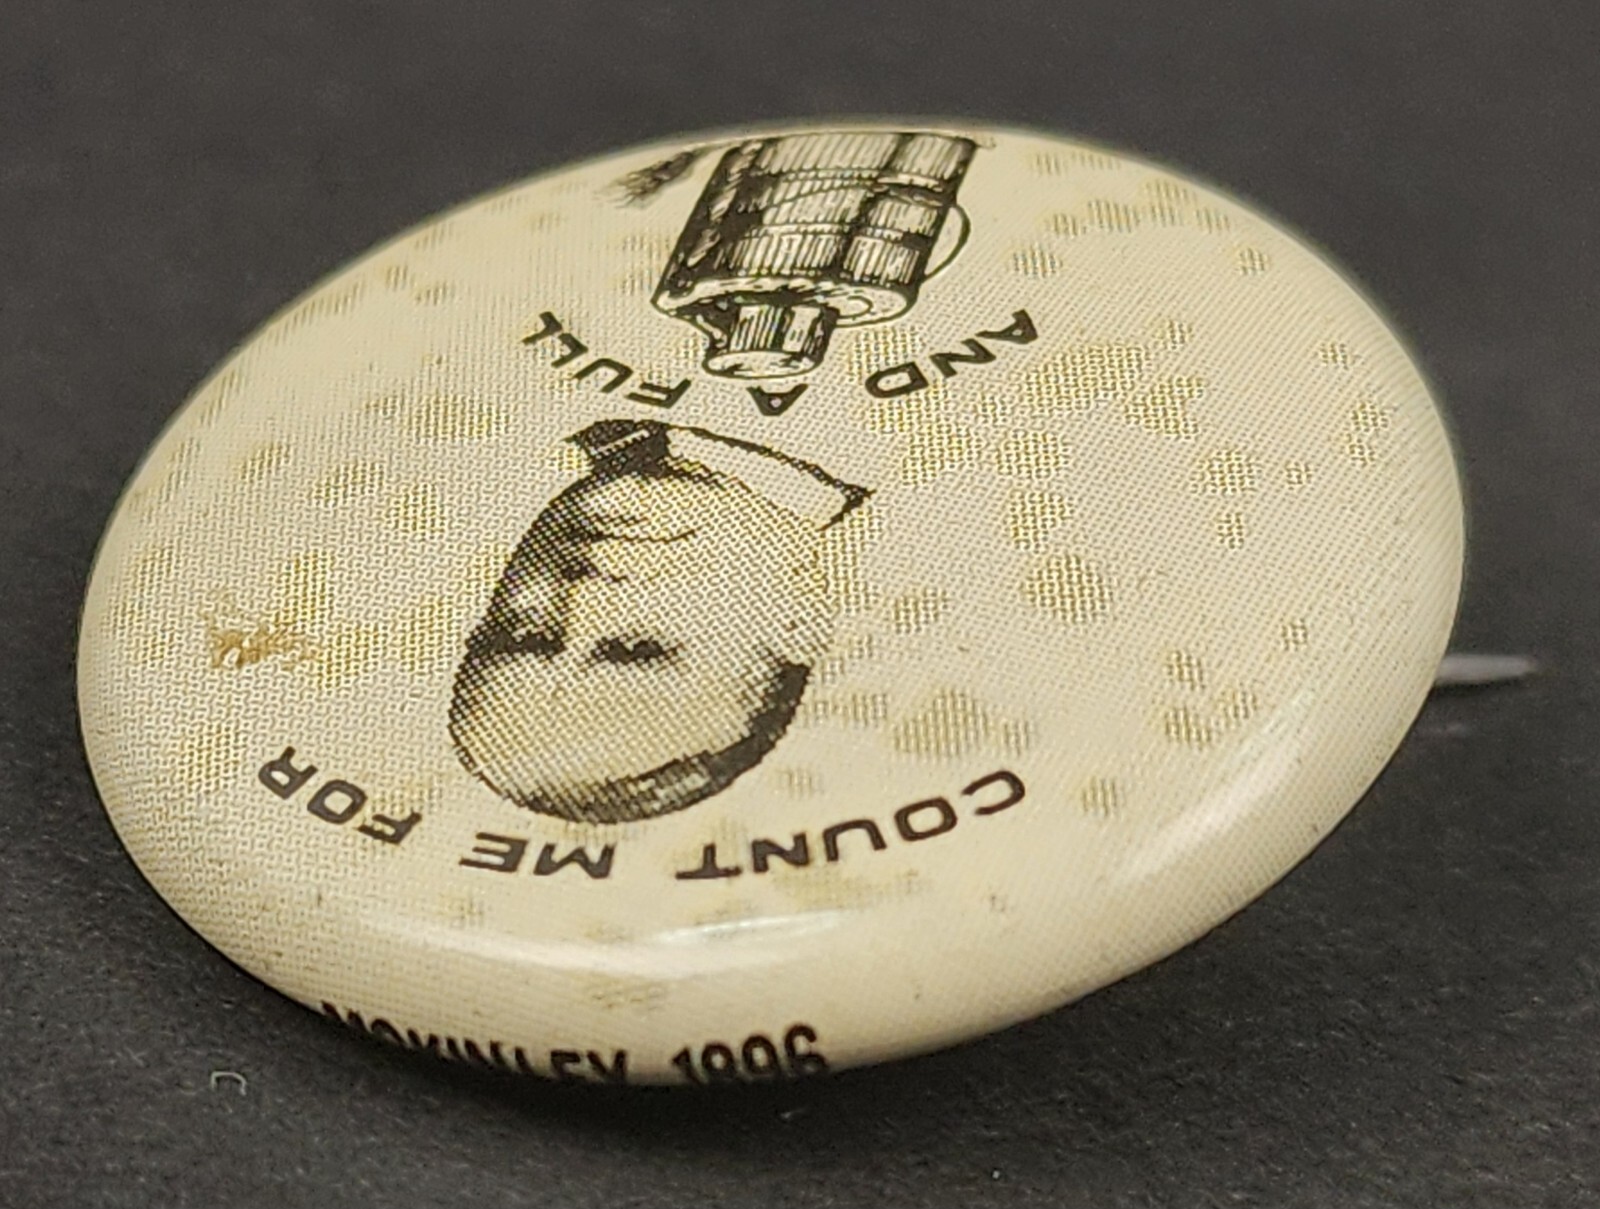 COUNT ME FOR
AND A FULL
MCKINLEY 1896